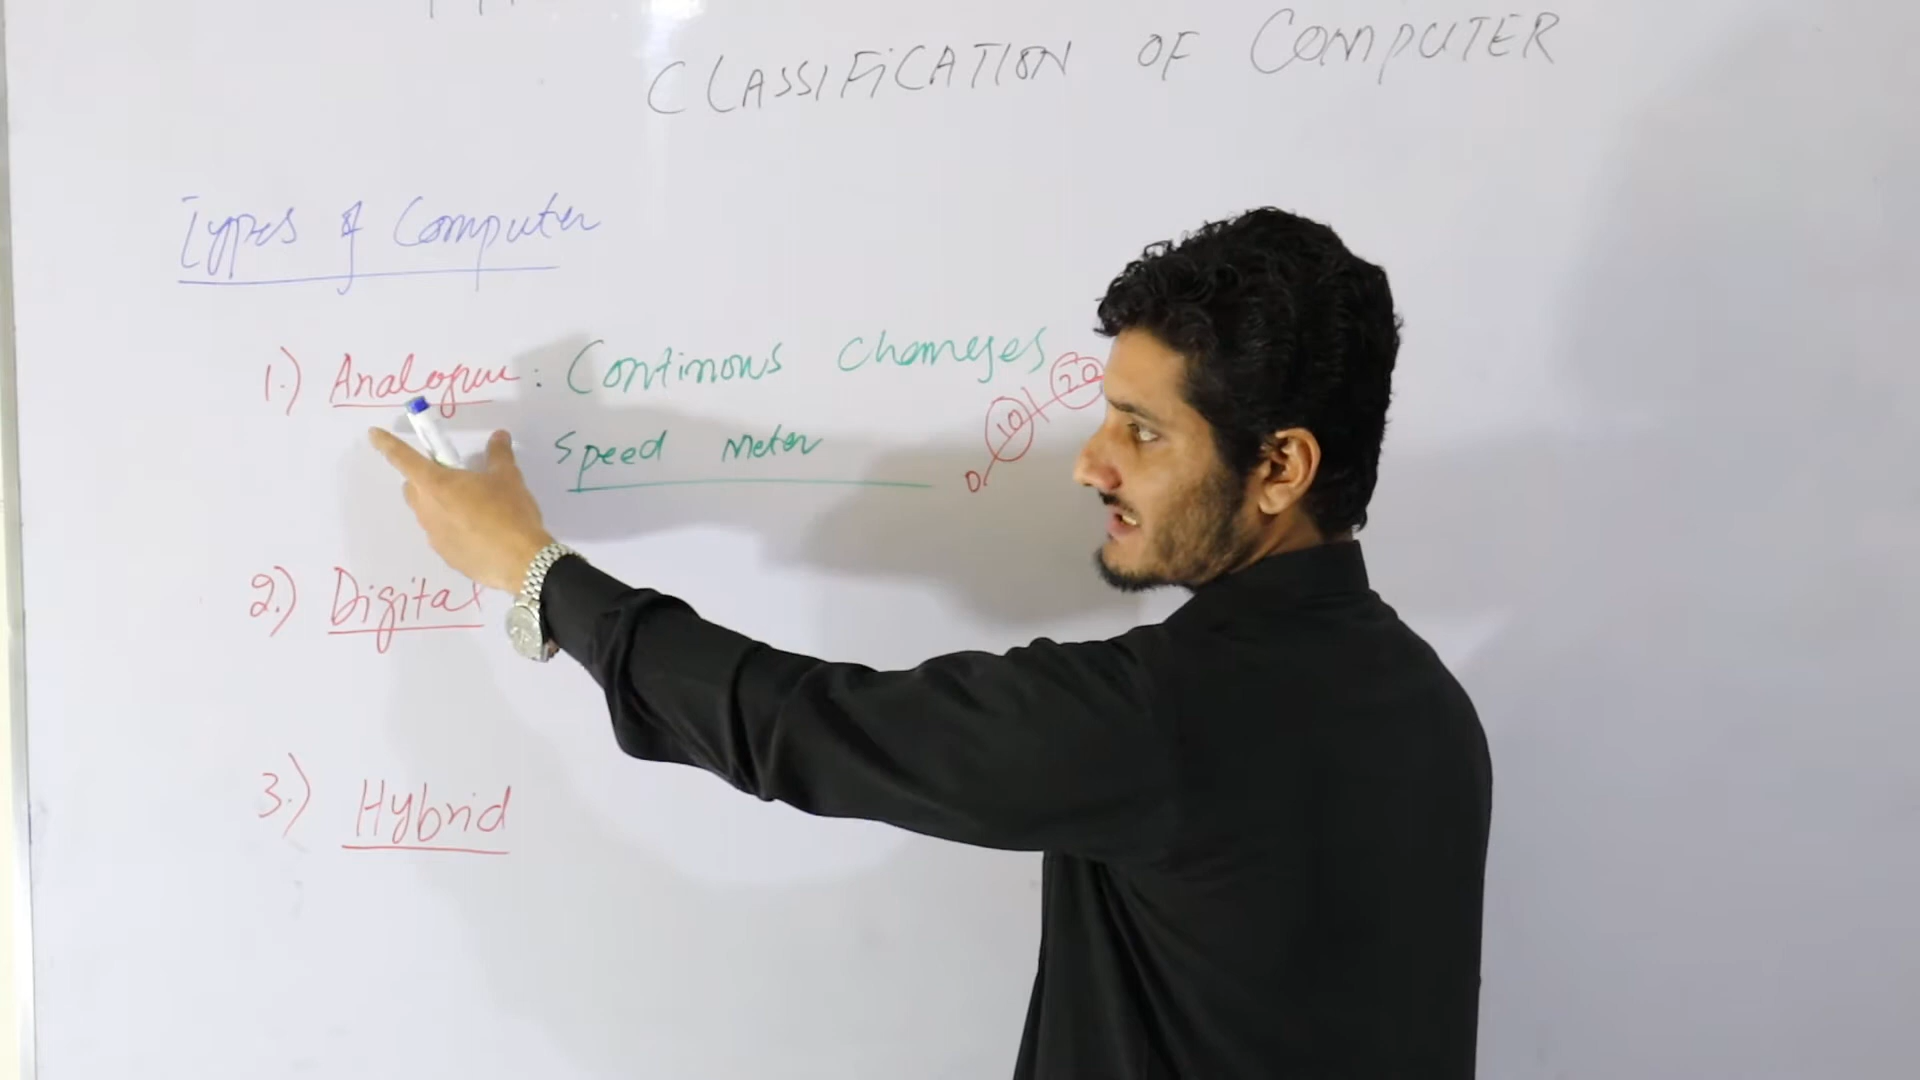 CLASSIFICATION OF COMPUTER
Types of Computer
1.) Analogue : Continous changes
Speed Meter
0 10 20
2.) Digital
3.) Hybrid